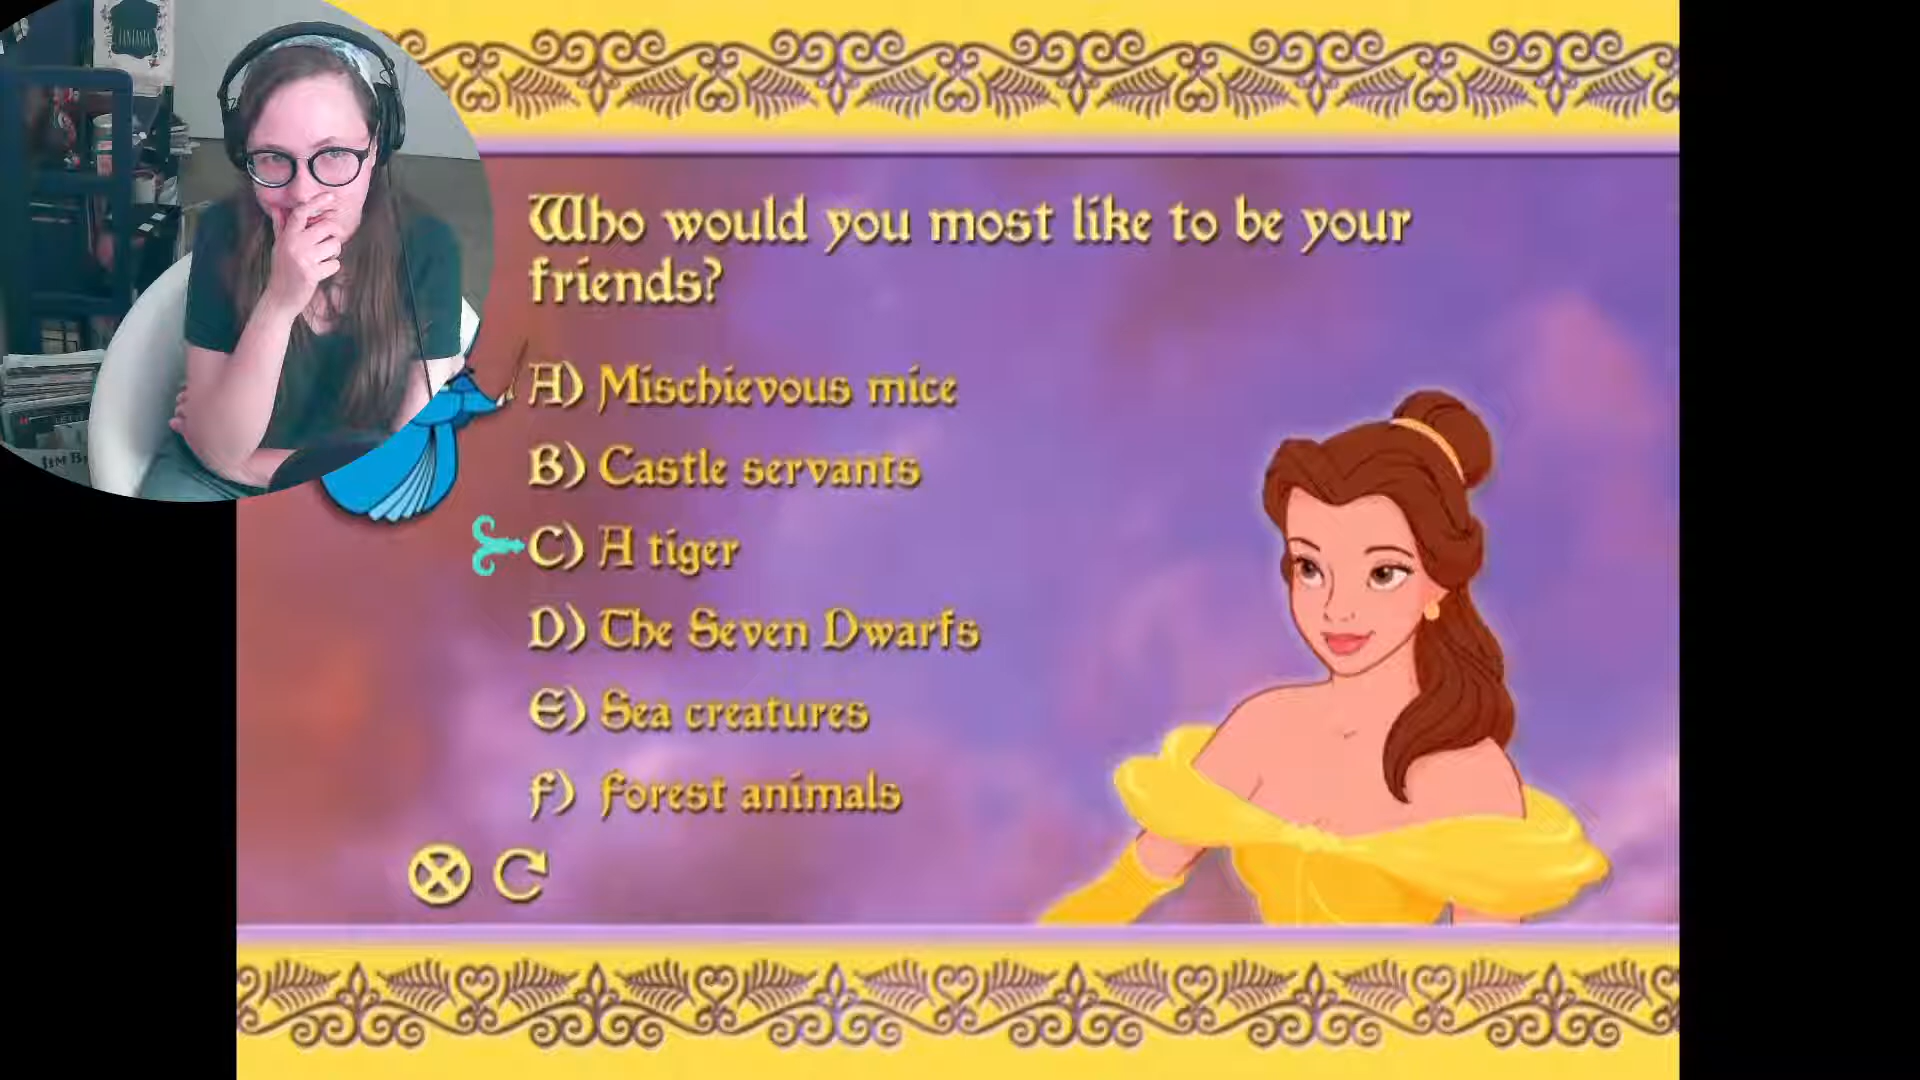 Who would you most like to be your
friends?
A) Mischievous mice
B) Castle servants
C) A tiger
D) The Seven Dwarfs
E) Sea creatures
F) Forest animals